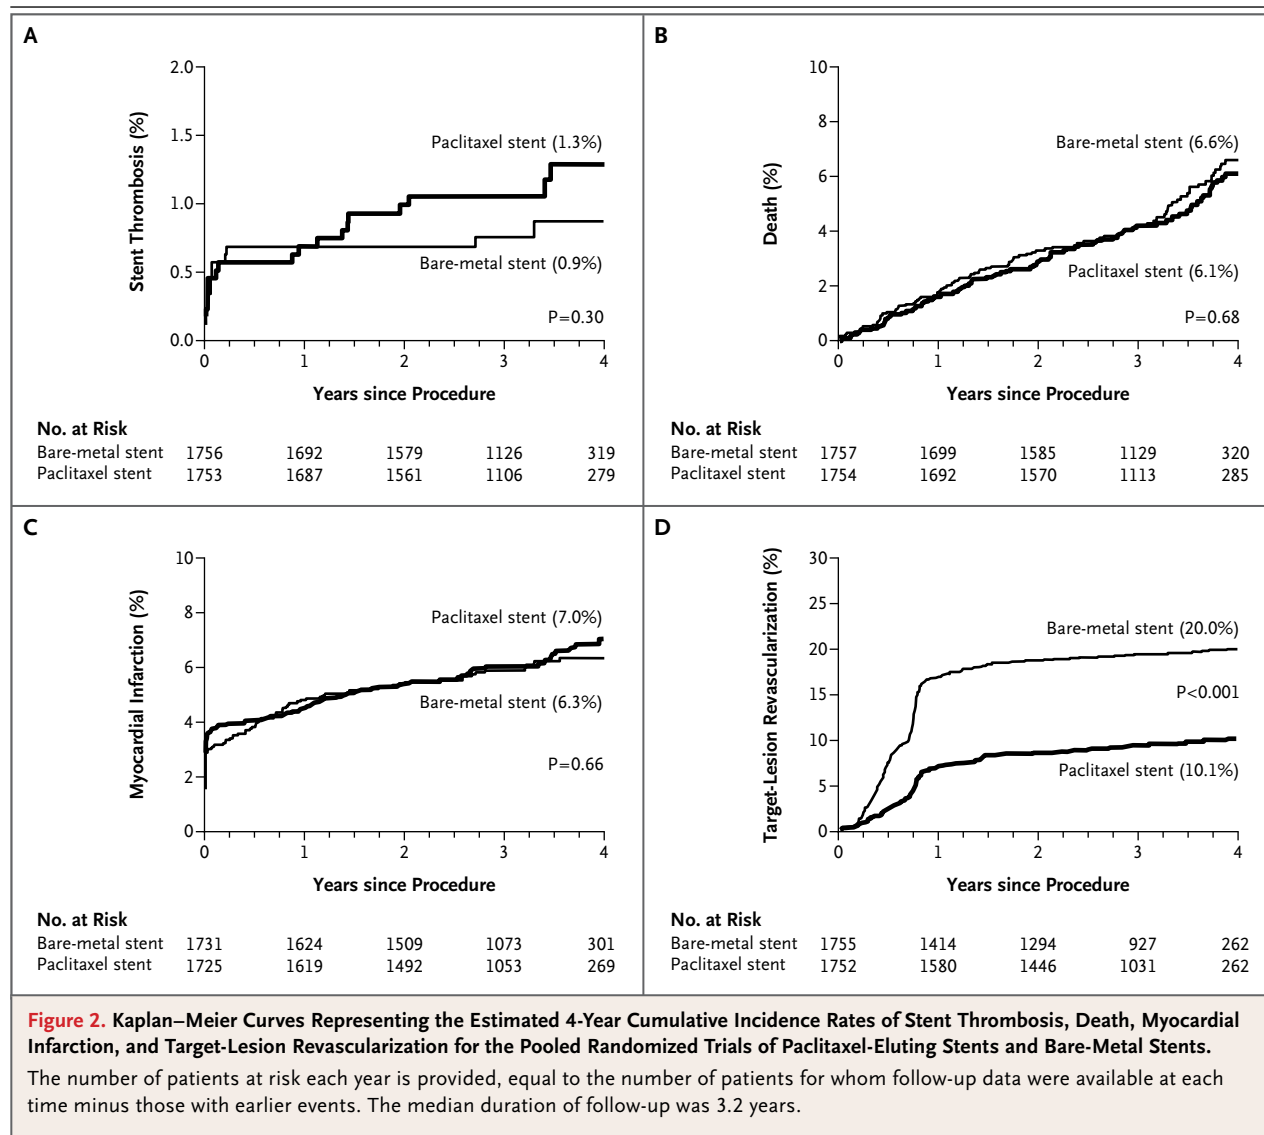 A
Stent Thrombosis (%)
2.0
1.5
1.0
0.5
0.0
Paclitaxel stent (1.3%)
Bare-metal stent (0.9%)
P=0.30
0 1 2 3 4
Years since Procedure
No. at Risk
Bare-metal stent 1756 1692 1579 1126 319
Paclitaxel stent 1753 1687 1561 1106 279
B
Death (%)
10
8
6
4
2
0
Bare-metal stent (6.6%)
Paclitaxel stent (6.1%)
P=0.68
0 1 2 3 4
Years since Procedure
No. at Risk
Bare-metal stent 1757 1699 1585 1129 320
Paclitaxel stent 1754 1692 1570 1113 285
C
Myocardial Infarction (%)
10
8
6
4
2
0
Paclitaxel stent (7.0%)
Bare-metal stent (6.3%)
P=0.66
0 1 2 3 4
Years since Procedure
No. at Risk
Bare-metal stent 1731 1624 1509 1073 301
Paclitaxel stent 1725 1619 1492 1053 269
D
Target-Lesion Revascularization (%)
30
25
20
15
10
5
0
Bare-metal stent (20.0%)
P<0.001
Paclitaxel stent (10.1%)
0 1 2 3 4
Years since Procedure
No. at Risk
Bare-metal stent 1755 1414 1294 927 262
Paclitaxel stent 1752 1580 1446 1031 262
Figure 2. Kaplan–Meier Curves Representing the Estimated 4-Year Cumulative Incidence Rates of Stent Thrombosis, Death, Myocardial
Infarction, and Target-Lesion Revascularization for the Pooled Randomized Trials of Paclitaxel-Eluting Stents and Bare-Metal Stents.
The number of patients at risk each year is provided, equal to the number of patients for whom follow-up data were available at each
time minus those with earlier events. The median duration of follow-up was 3.2 years.